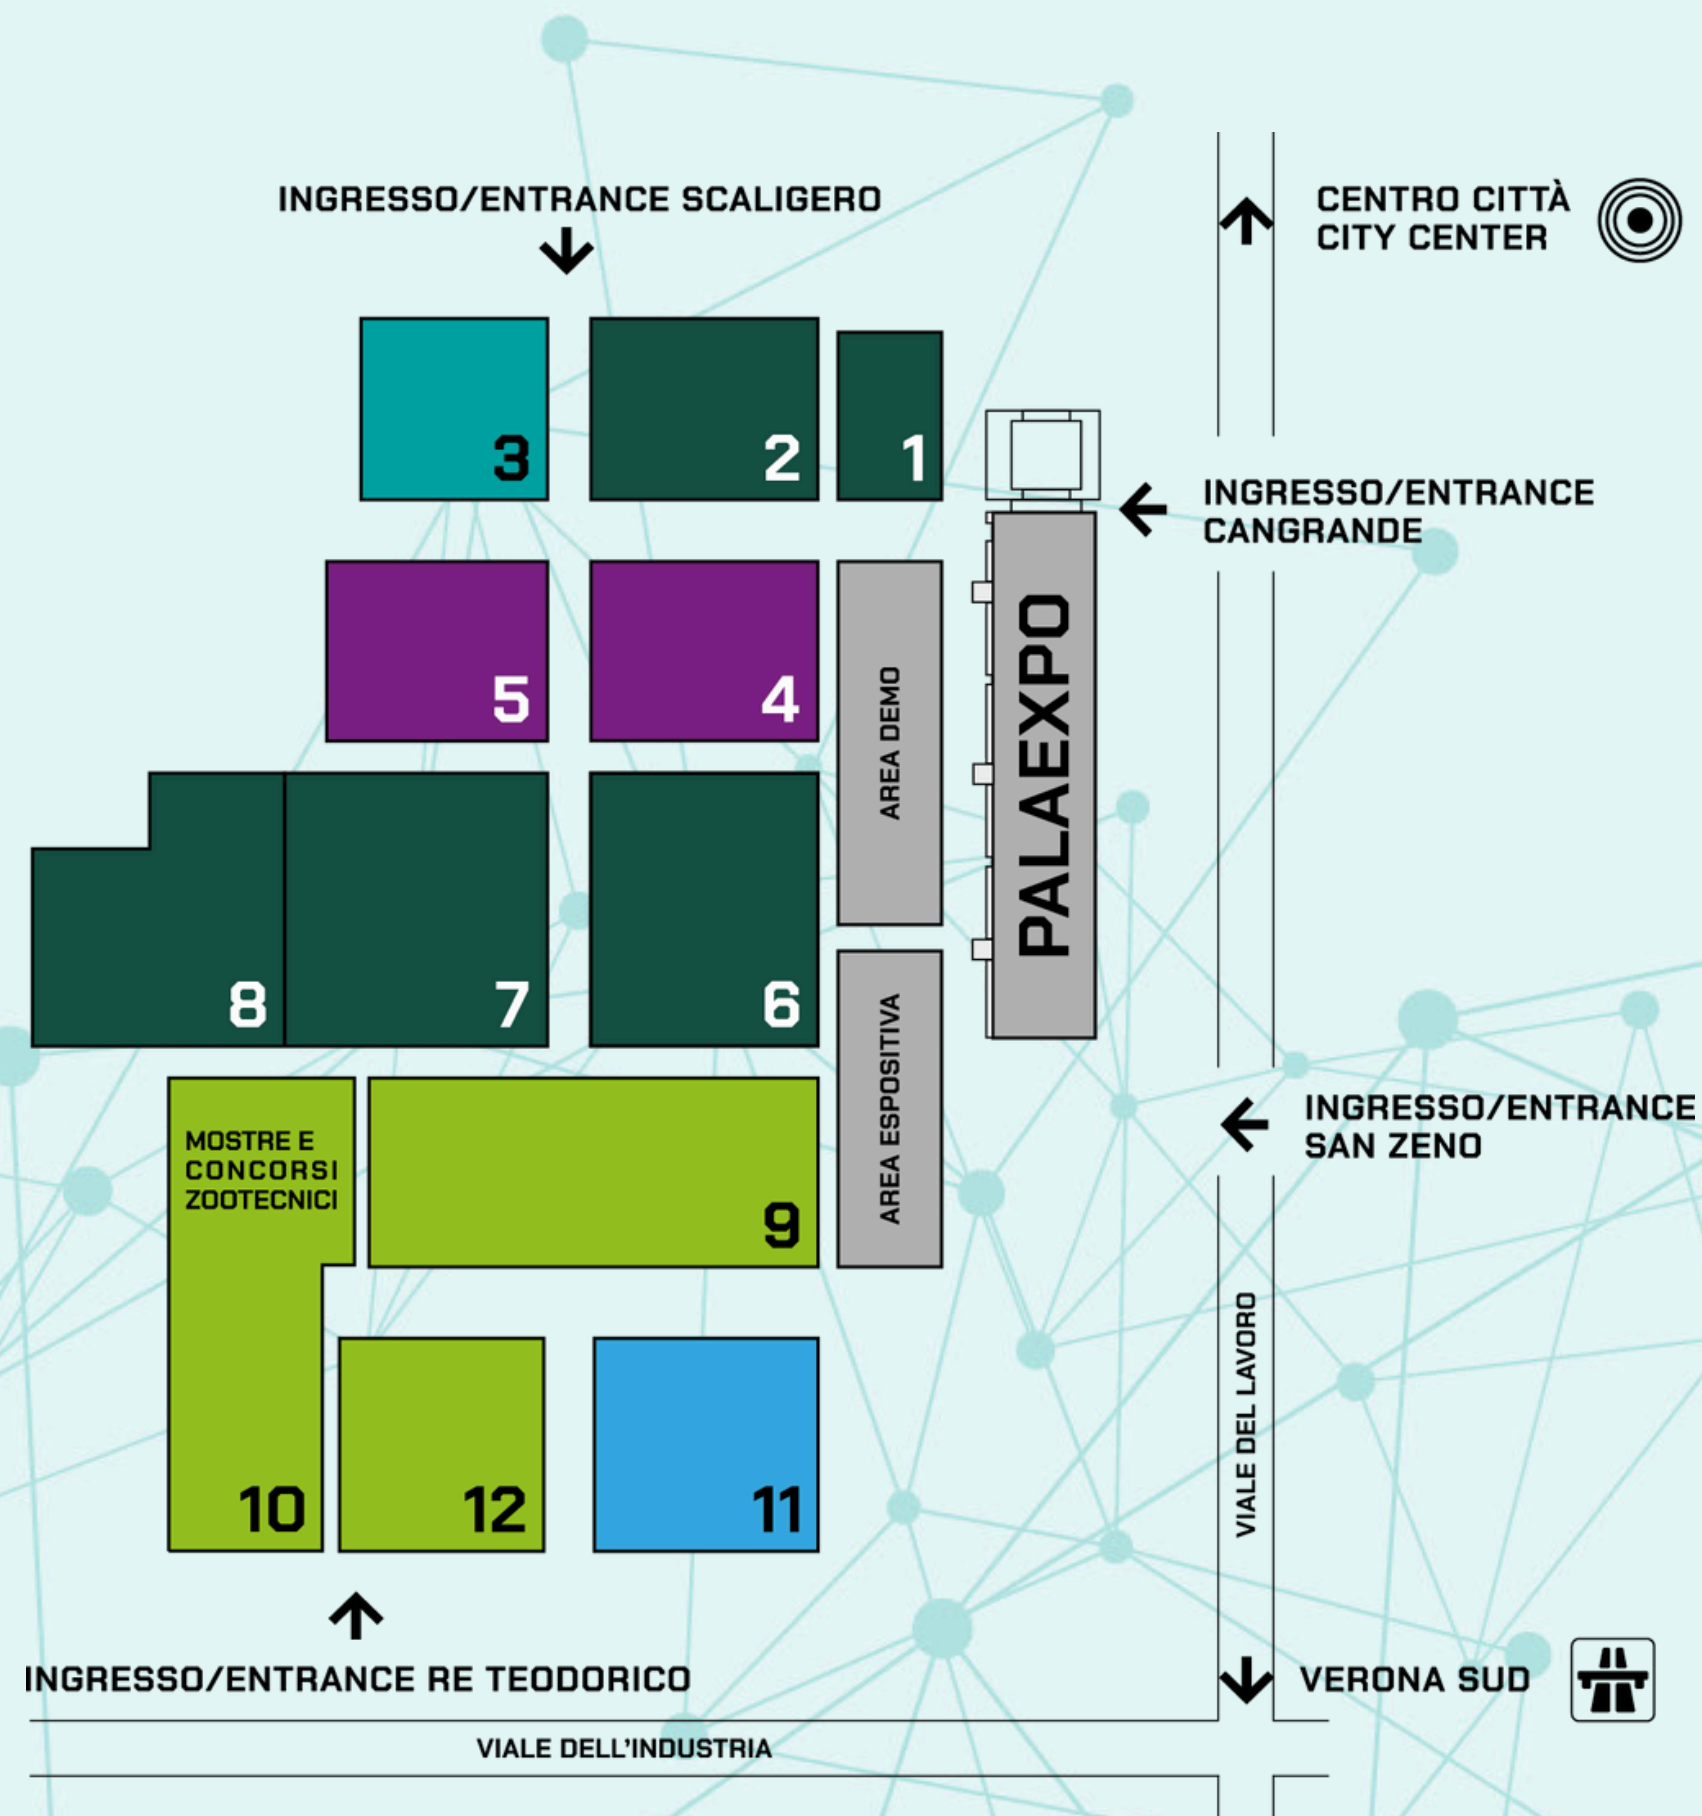 INGRESSO/ENTRANCE SCALIGERO
CENTRO CITTÀ
CITY CENTER
3
2
1
INGRESSO/ENTRANCE
CANGRANDE
5
4
AREA DEMO
PALAEXPO
8
7
6
AREA ESPOSITIVA
MOSTRE E
CONCORSI
ZOOTECNICI
9
INGRESSO/ENTRANCE
SAN ZENO
VIALE DEL LAVORO
10
12
11
INGRESSO/ENTRANCE RE TEODORICO
VERONA SUD
VIALE DELL'INDUSTRIA